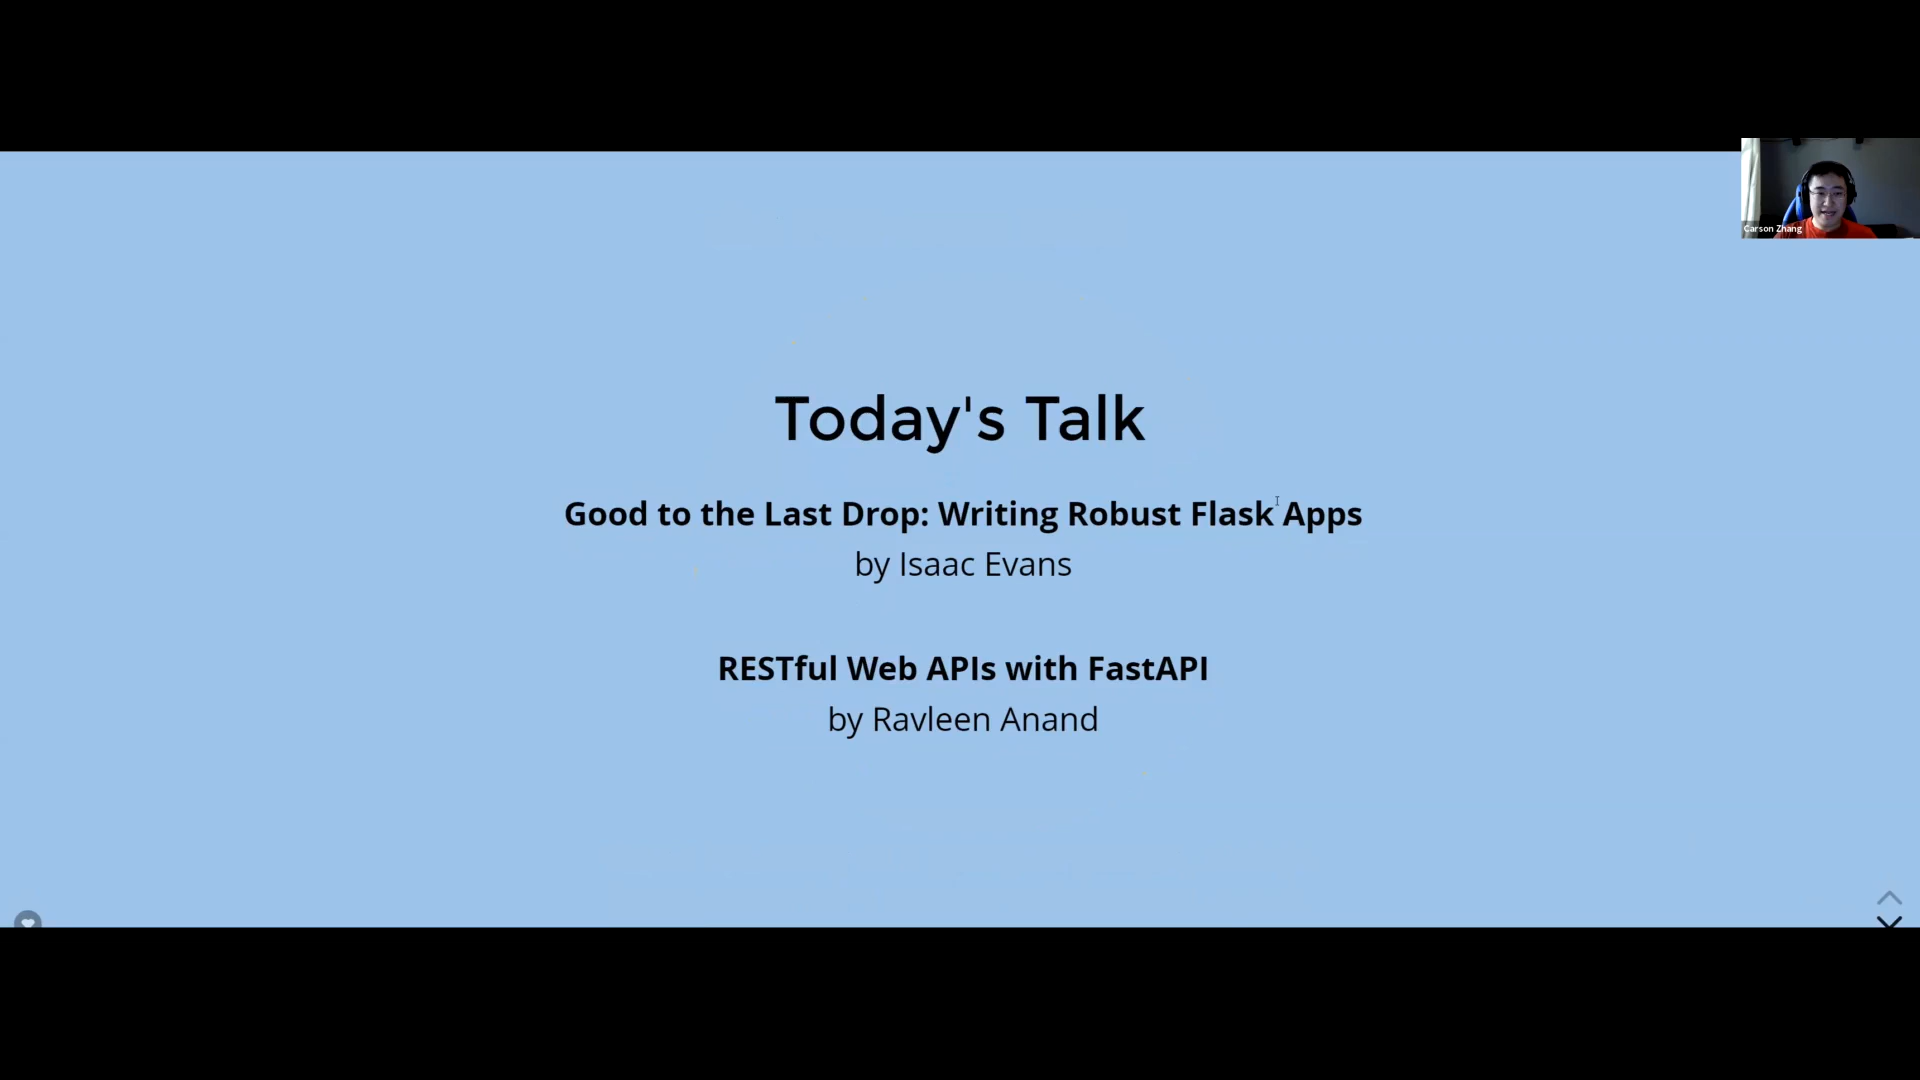 Carson Zhang
Today's Talk
Good to the Last Drop: Writing Robust Flask Apps
by Isaac Evans
RESTful Web APIs with FastAPI
by Ravleen Anand